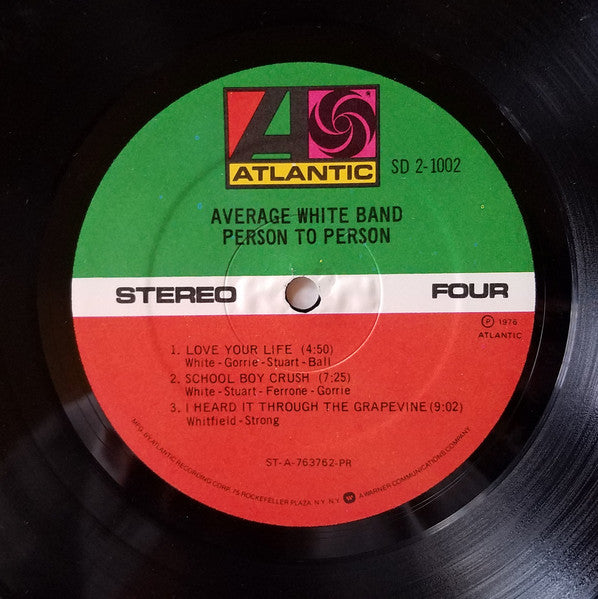 ATLANTIC
SD 2-1002
AVERAGE WHITE BAND
PERSON TO PERSON
STEREO
FOUR
℗ 1976
ATLANTIC
1. LOVE YOUR LIFE (4:50)
White-Gorrie-Stuart-Ball
2. SCHOOL BOY CRUSH (7:25)
White-Stuart-Ferrone-Gorrie
3. I HEARD IT THROUGH THE GRAPEVINE(9:02)
Whitfield-Strong
ST-A-763762-PR
MFG. BY ATLANTIC RECORDING CORP. 75 ROCKEFELLER PLAZA, N.Y. N.Y. A WARNER COMMUNICATIONS COMPANY.